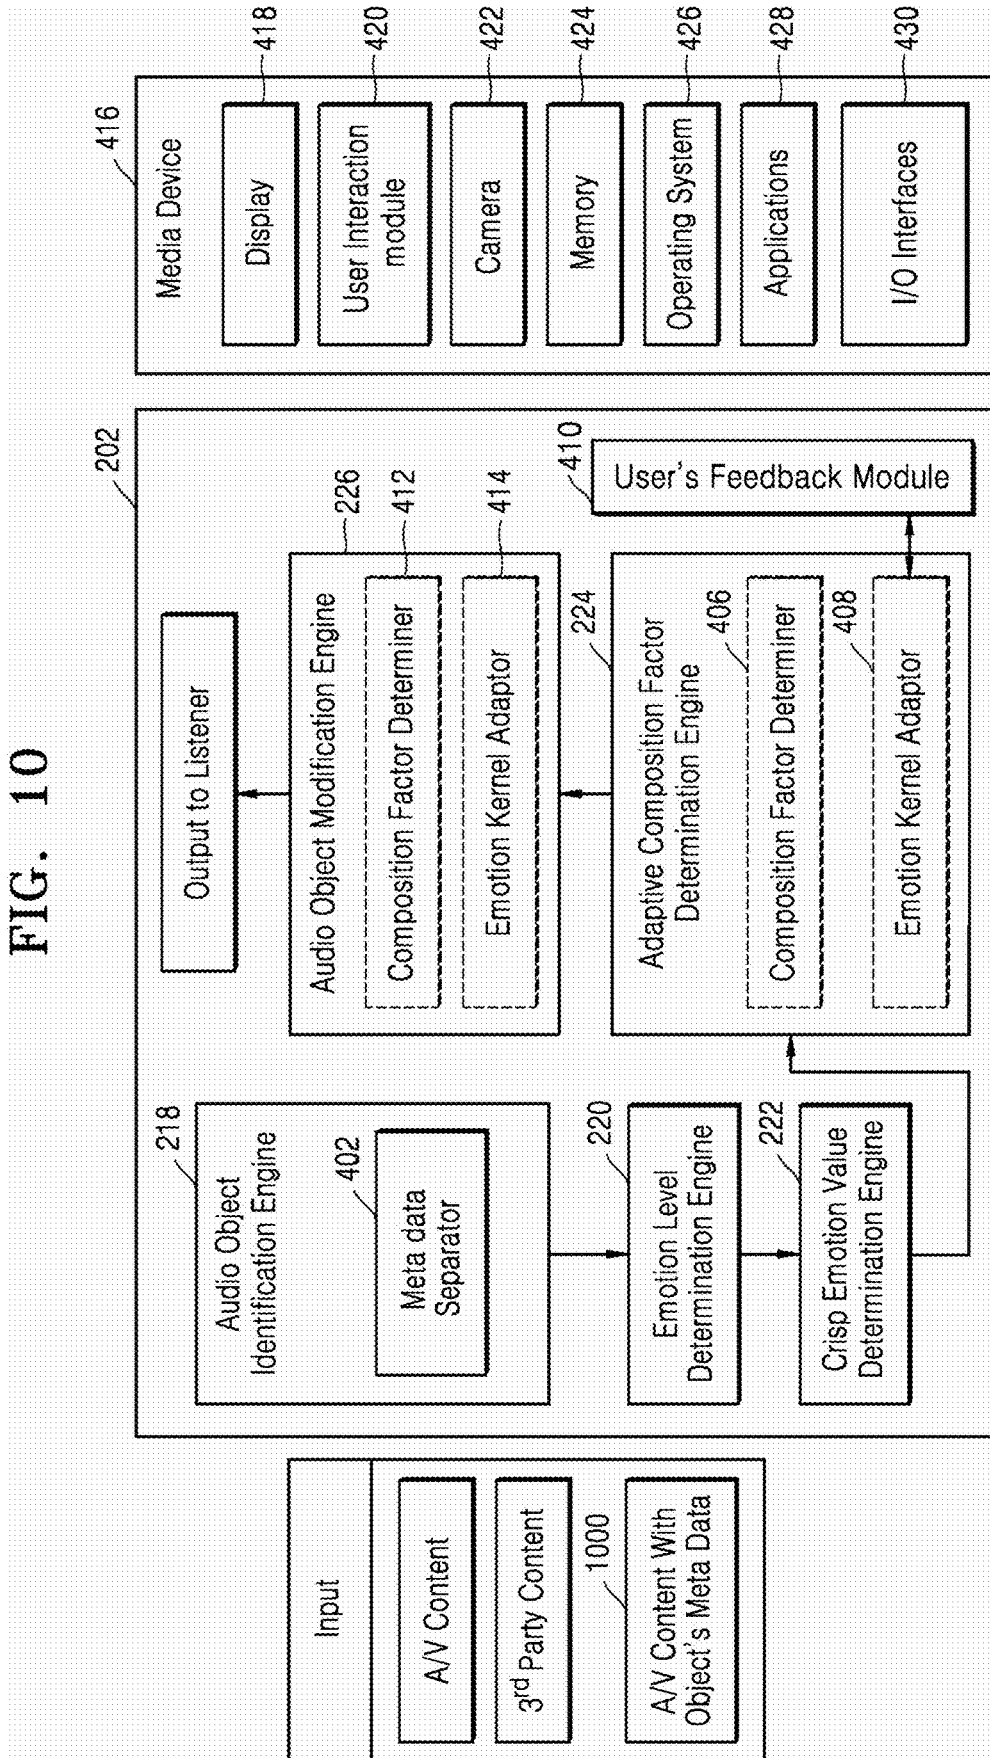 FIG. 10
Input
A/V Content
3rd Party Content
1000
A/V Content With
Object's Meta Data
202
218
Audio Object
Identification Engine
402
Meta data
Separator
220
Emotion Level
Determination Engine
222
Crisp Emotion Value
Determination Engine
Output to Listener
226
Audio Object Modification Engine
412
Composition Factor Determiner
414
Emotion Kernel Adaptor
224
Adaptive Composition Factor
Determination Engine
406
Composition Factor Determiner
408
Emotion Kernel Adaptor
410
User's Feedback Module
416
Media Device
Display
418
User Interaction
module
420
Camera
422
Memory
424
Operating System
426
Applications
428
I/O Interfaces
430